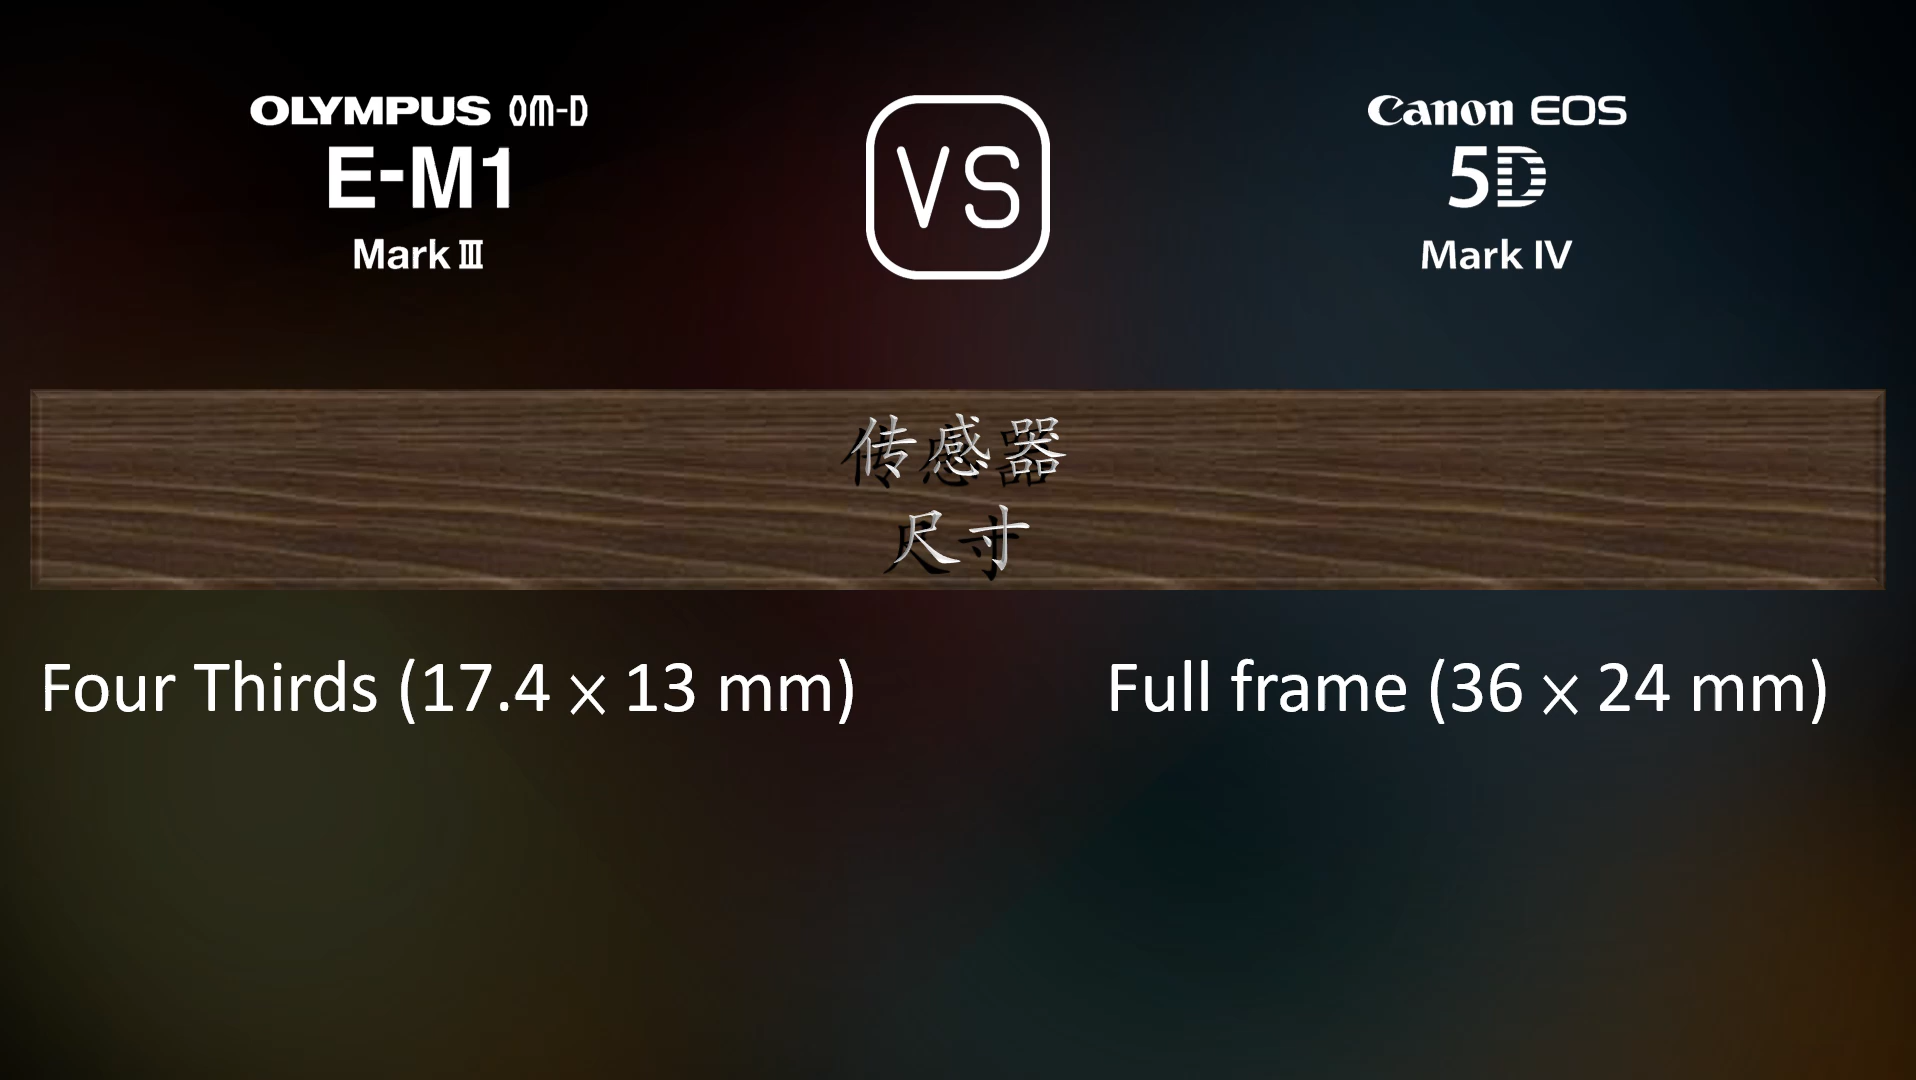 OLYMPUS OM-D
E-M1
Mark III
VS
Canon EOS
5D
Mark IV
传感器
尺寸
Four Thirds (17.4 x 13 mm)
Full frame (36 x 24 mm)